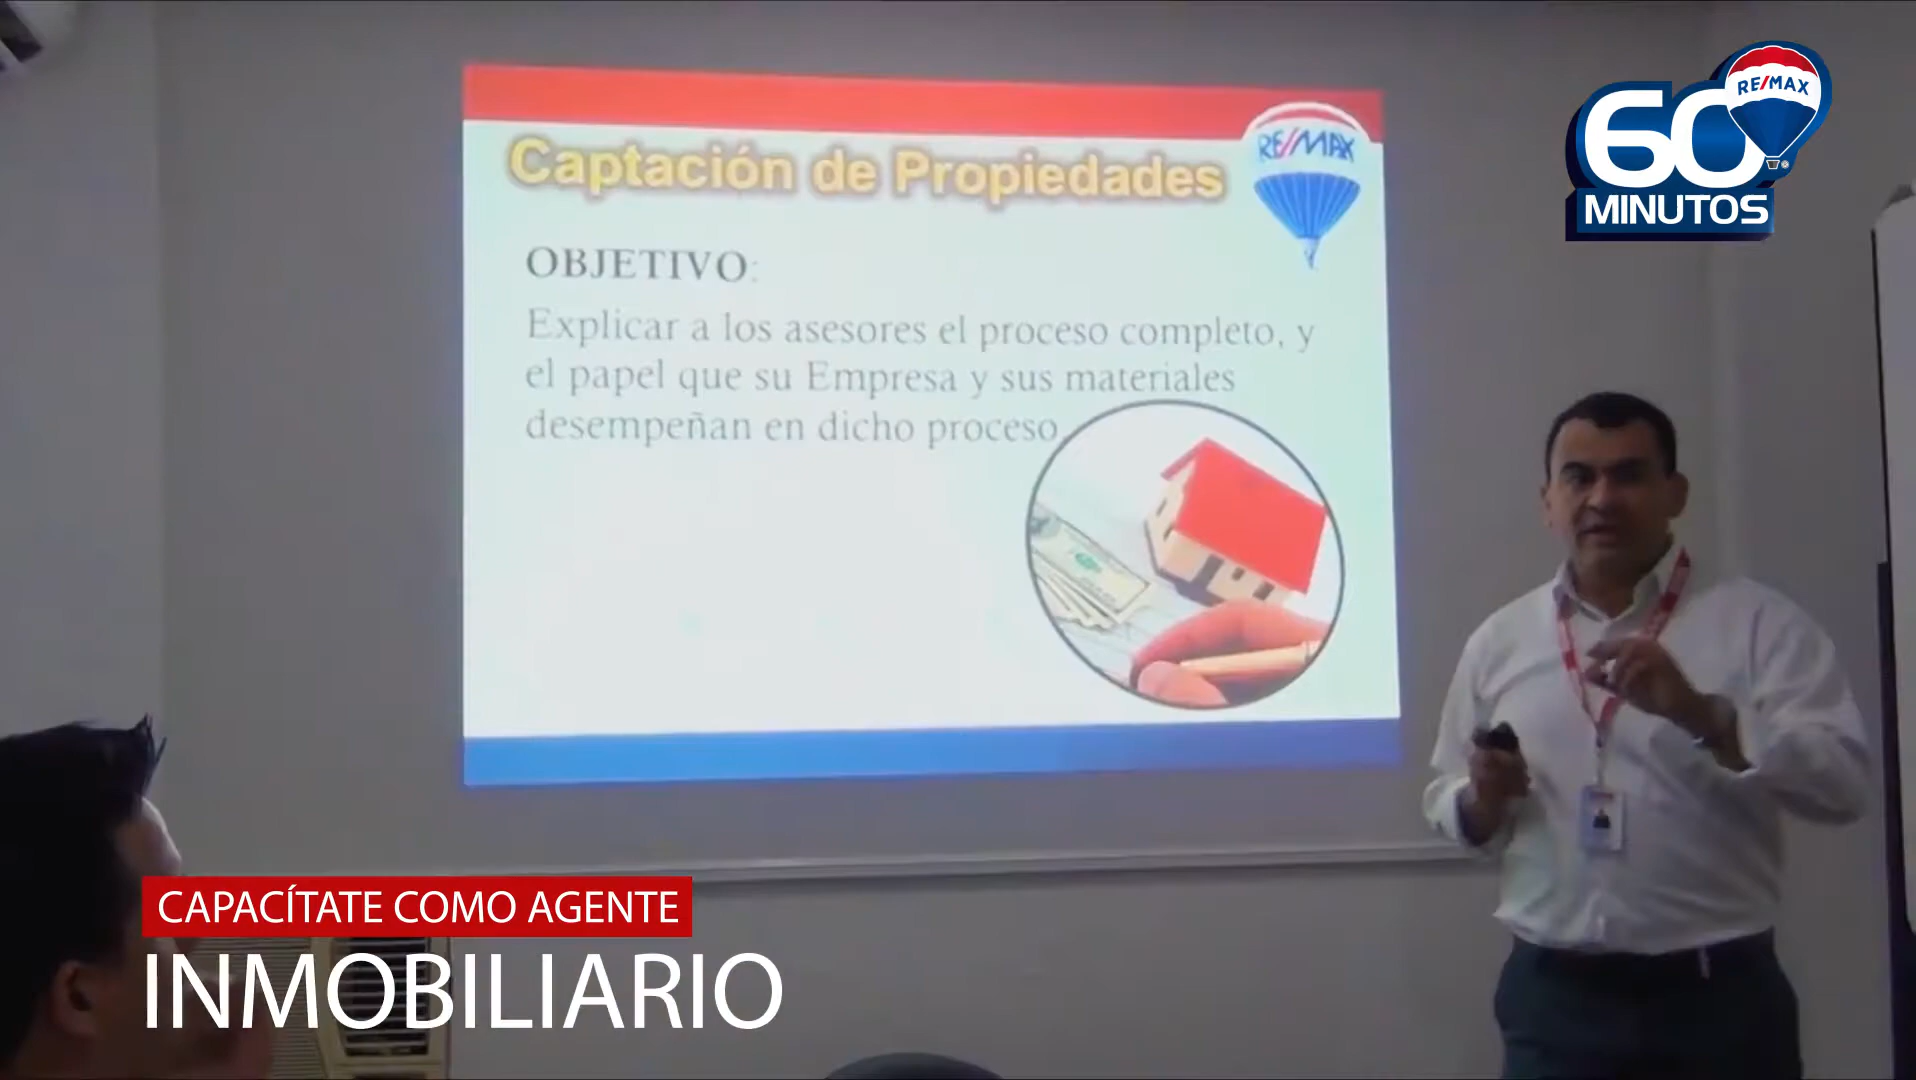 Captación de Propiedades
RE/MAX
OBJETIVO:
Explicar a los asesores el proceso completo, y
el papel que su Empresa y sus materiales
desempeñan en dicho proceso
60
RE/MAX
MINUTOS
CAPACÍTATE COMO AGENTE
INMOBILIARIO